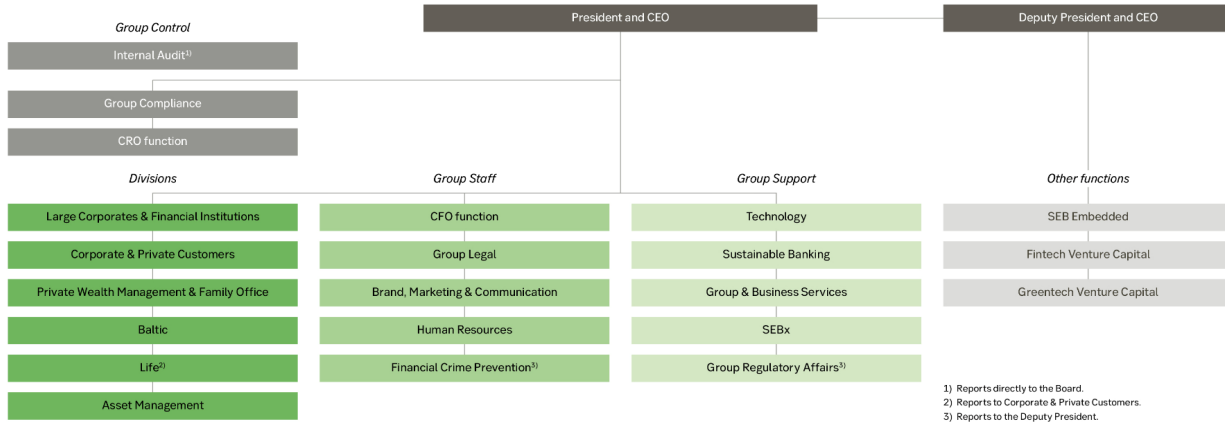 President and CEO
Deputy President and CEO
Group Control
Internal Audit1)
Group Compliance
CRO function
Divisions
Large Corporates & Financial Institutions
Corporate & Private Customers
Private Wealth Management & Family Office
Baltic
Life2)
Asset Management
Group Staff
CFO function
Group Legal
Brand, Marketing & Communication
Human Resources
Financial Crime Prevention3)
Group Support
Technology
Sustainable Banking
Group & Business Services
SEBx
Group Regulatory Affairs3)
Other functions
SEB Embedded
Fintech Venture Capital
Greentech Venture Capital
1) Reports directly to the Board.
2) Reports to Corporate & Private Customers.
3) Reports to the Deputy President.